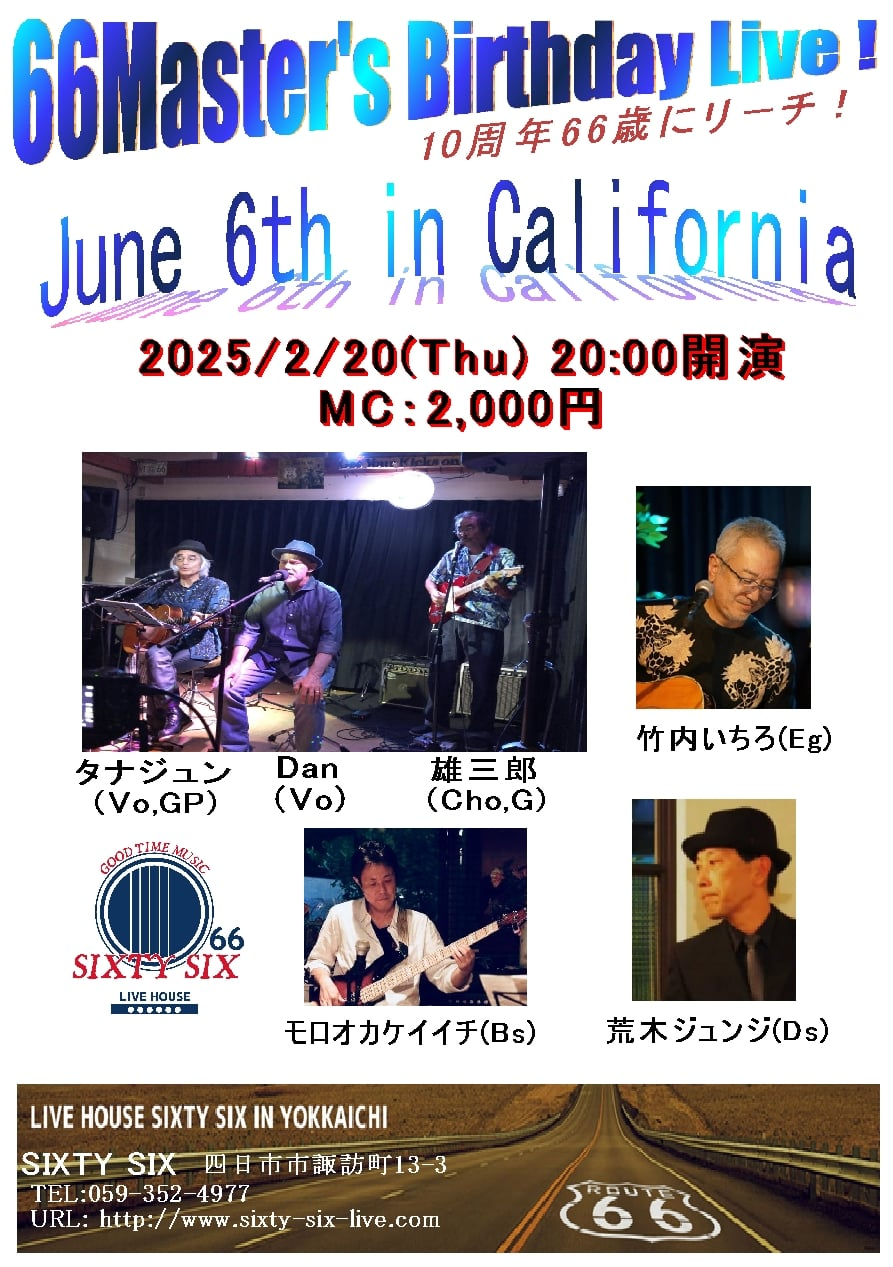 66Master's Birthday Live !
10周年66歳にリーチ！
June 6th in California
2025/2/20(Thu) 20:00開演
MC:2,000円
タナジュン
(Vo,GP)
Dan
(Vo)
雄三郎
(Cho,G)
竹内いちろ(Eg)
GOOD TIME MUSIC
66
SIXTY SIX
LIVE HOUSE
モロオカケイイチ(Bs)
荒木ジュンジ(Ds)
LIVE HOUSE SIXTY SIX IN YOKKAICHI
SIXTY SIX 四日市市諏訪町13-3
TEL:059-352-4977
URL: http://www.sixty-six-live.com
ROUTE
66